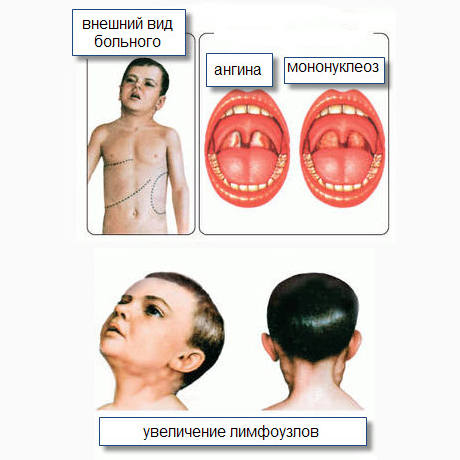 внешний вид
больного
ангина
мононуклеоз
увеличение лимфоузлов